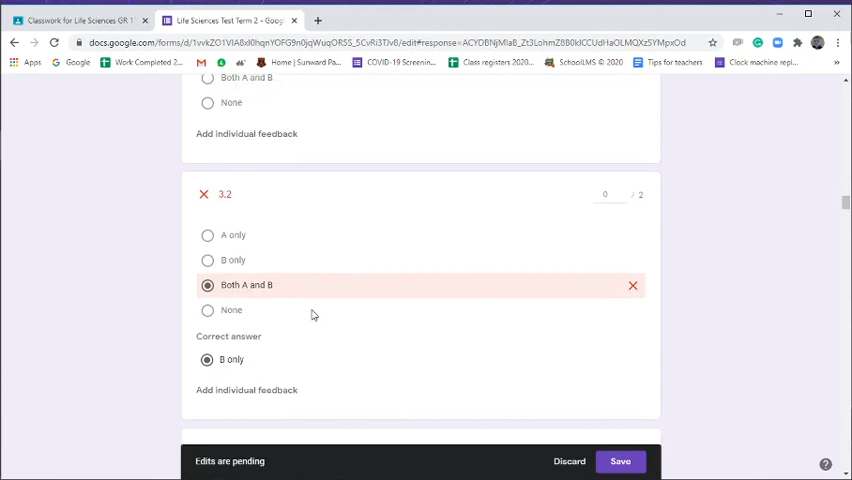 Classwork for Life Sciences GR 1
Life Sciences Test Term 2 - Goog
docs.google.com/forms/d/1vvkZO1VIA8xI0hqnYOFG9n0jqWuqORSS_5CvRi3TJv8/edit#response=ACYDBNjMlaB_Zt3LohmZ8B0kICCUdHaOLMQXz5YMpxOd
Apps
Google
Work Completed 2...
Home | Sunward Pa...
COVID-19 Screenin...
Class registers 2020...
SchoolLMS © 2020
Tips for teachers
Clock machine repl...
Both A and B
None
Add individual feedback
3.2
0 / 2
A only
B only
Both A and B
None
Correct answer
B only
Add individual feedback
Edits are pending
Discard
Save